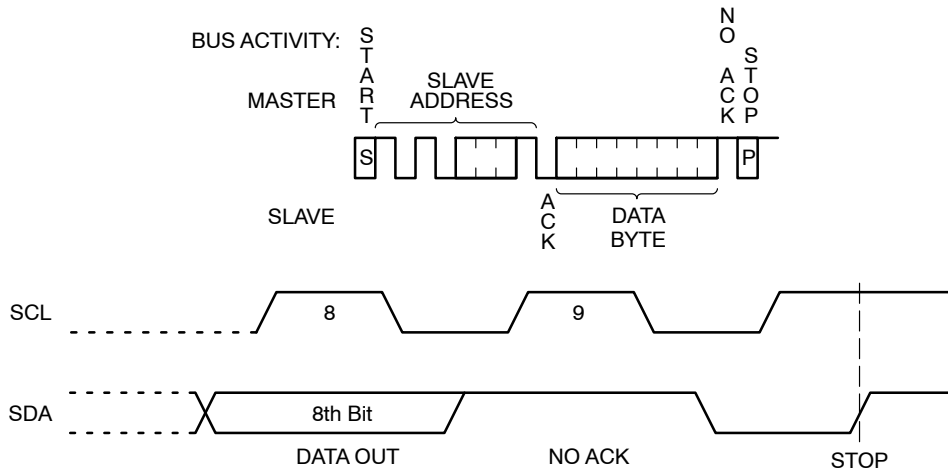 BUS ACTIVITY:
MASTER
START
SLAVE
ADDRESS
NO ACK
STOP
S
P
SLAVE
ACK
DATA
BYTE
SCL
8
9
SDA
8th Bit
DATA OUT
NO ACK
STOP